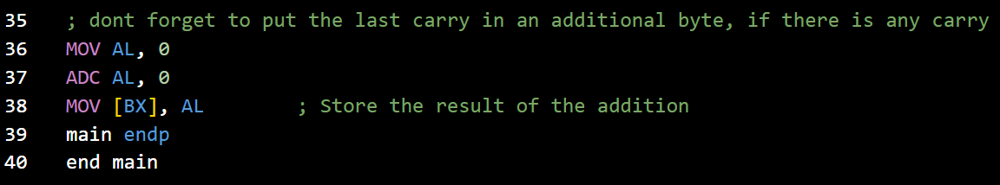 35 ; dont forget to put the last carry in an additional byte, if there is any carry
36 MOV AL, 0
37 ADC AL, 0
38 MOV [BX], AL ; Store the result of the addition
39 main endp
40 end main